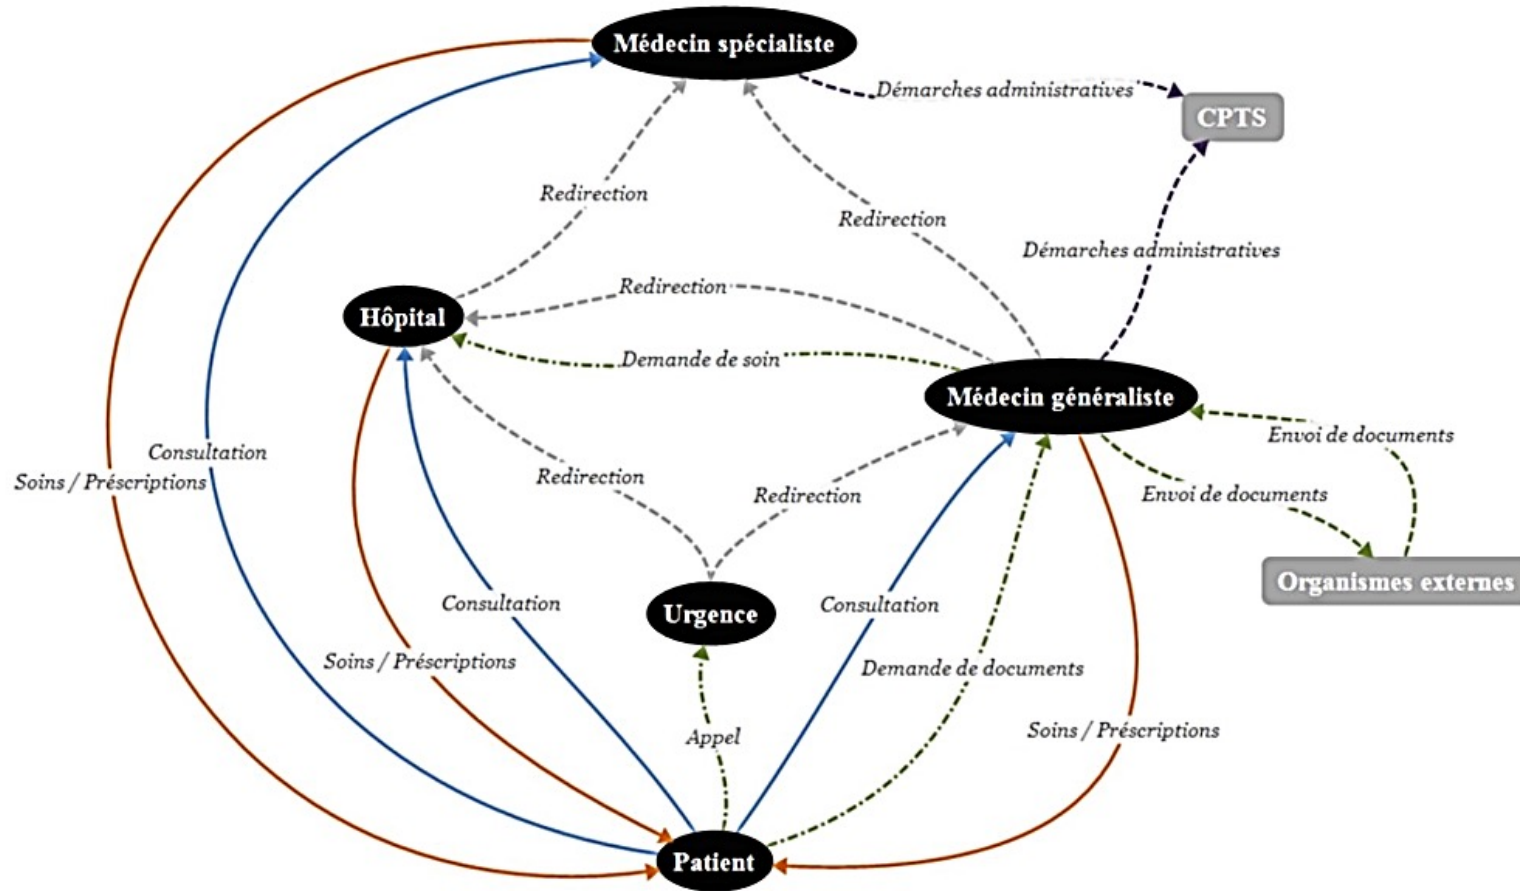 Médecin spécialiste
Démarches administratives
CPTS
Redirection
Redirection
Démarches administratives
Redirection
Hôpital
Demande de soin
Médecin généraliste
Envoi de documents
Consultation
Soins / Préscriptions
Redirection
Redirection
Envoi de documents
Organismes externes
Consultation
Urgence
Consultation
Soins / Préscriptions
Demande de documents
Appel
Soins / Préscriptions
Patient